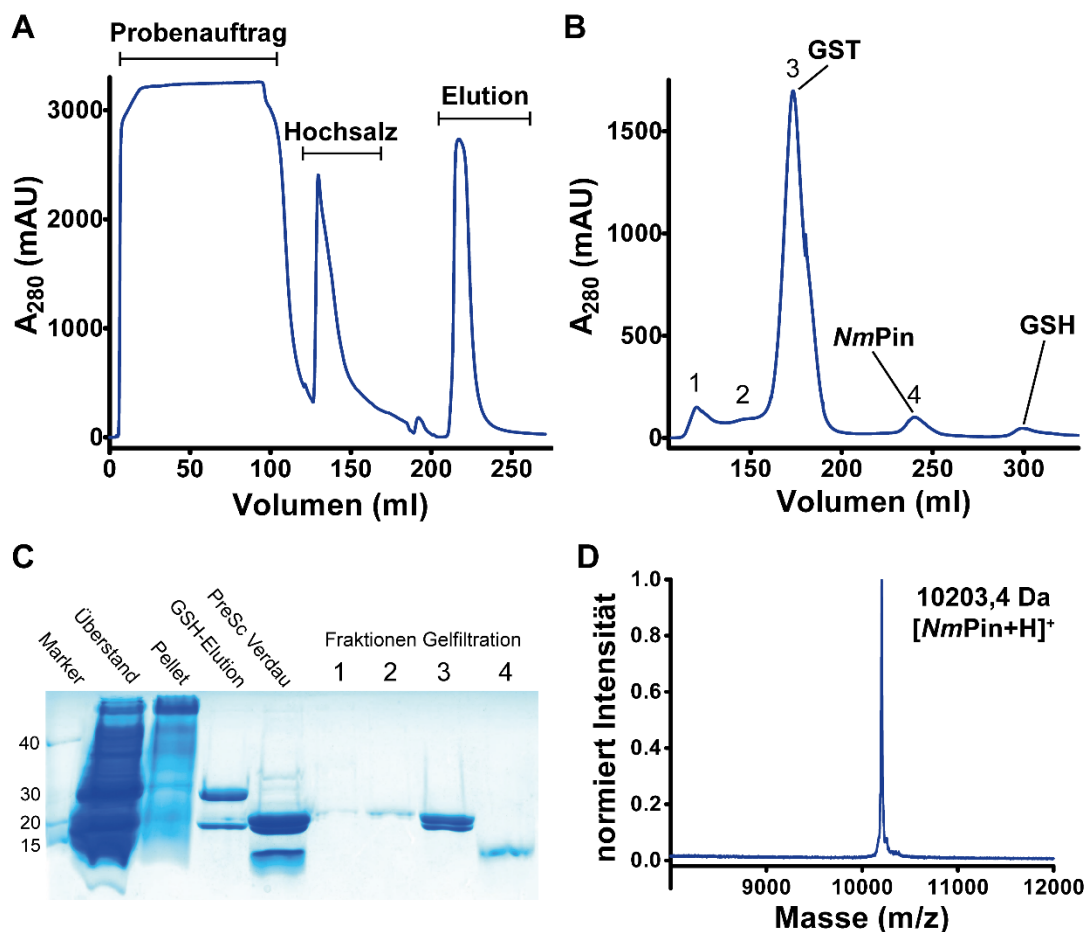 A
Probenauftrag
Hochsalz
Elution
3000
2000
1000
0
A280 (mAU)
0 100 150 200 250
Volumen (ml)
B
3
GST
NmPin
GSH
1
2
4
1500
1000
500
0
A280 (mAU)
150 200 250 300
Volumen (ml)
C
Marker
Überstand
Pellet
GSH-Elution
PreSc Verdau
Fraktionen Gelfiltration
1 2 3 4
40
30
20
15
D
10203,4 Da
[NmPin+H]+
1.0
0.8
0.6
0.4
0.2
0.0
normiert Intensität
9000 10000 11000 12000
Masse (m/z)